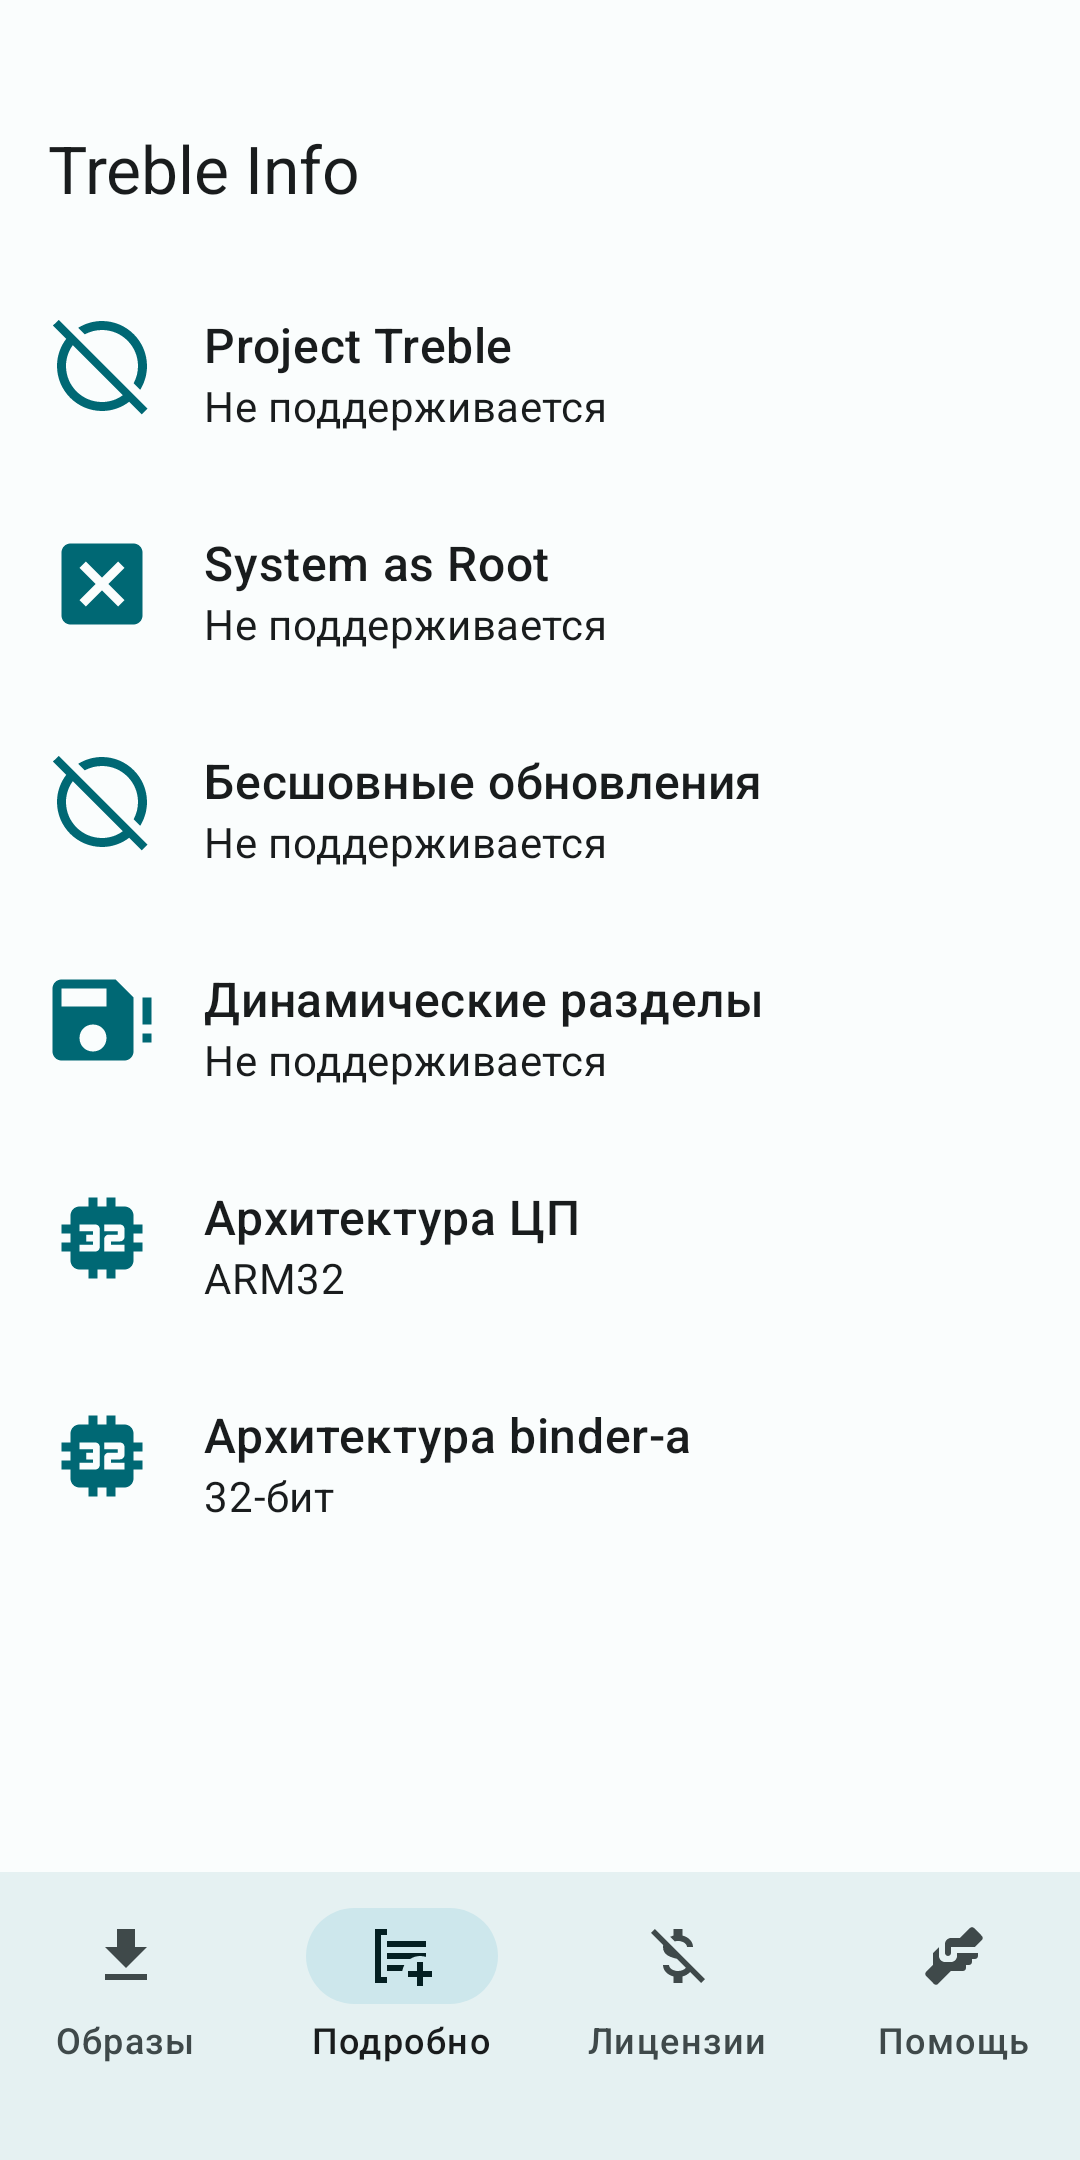 Treble Info
Project Treble
Не поддерживается
System as Root
Не поддерживается
Бесшовные обновления
Не поддерживается
Динамические разделы
Не поддерживается
32
Архитектура ЦП
ARM32
32
Архитектура binder-а
32-бит
Образы
Подробно
Лицензии
Помощь